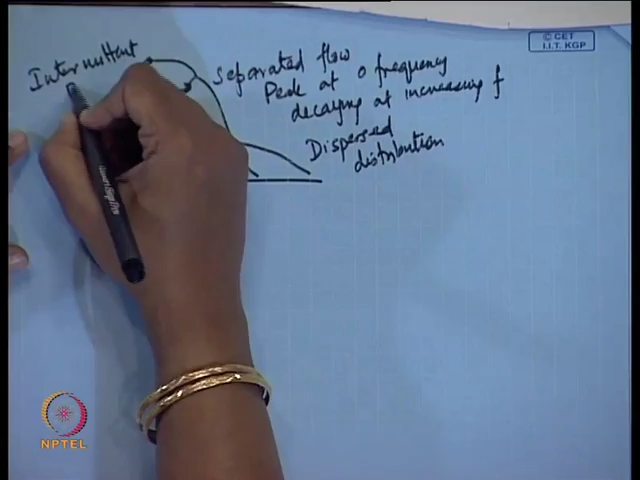 © CET
I.I.T. KGP
Intermittent
Separated flow
Peak at 0 frequency
decaying at increasing f
Dispersed
distribution
NPTEL